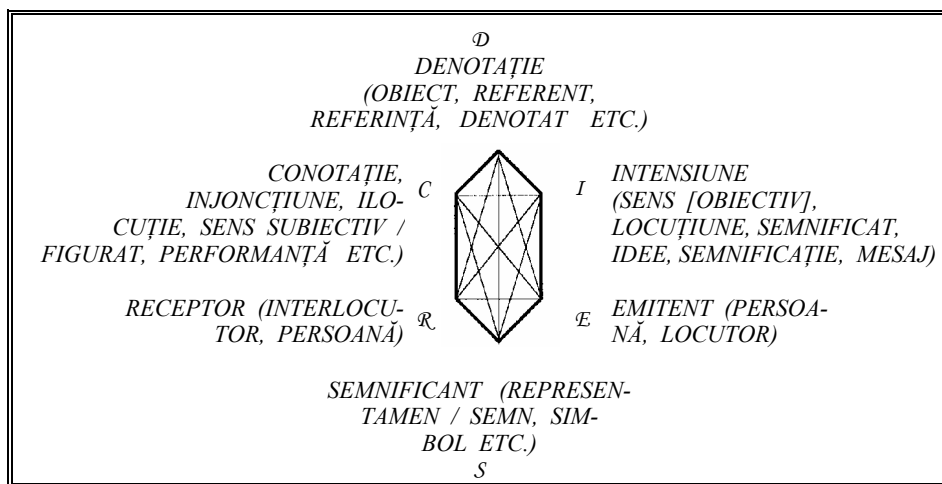 D
DENOTAȚIE
(OBIECT, REFERENT,
REFERINȚĂ, DENOTAT ETC.)
CONOTAȚIE,
INJONCȚIUNE, ILO-
CUȚIE, SENS SUBIECTIV /
FIGURAT, PERFORMANȚĂ ETC.)
C
I
INTENSIUNE
(SENS [OBIECTIV],
LOCUȚIUNE, SEMNIFICAT,
IDEE, SEMNIFICAȚIE, MESAJ)
RECEPTOR (INTERLOCU-
TOR, PERSOANĂ)
R
E
EMITENT (PERSOA-
NĂ, LOCUTOR)
SEMNIFICANT (REPREZEN-
TAMEN / SEMN, SIM-
BOL ETC.)
S